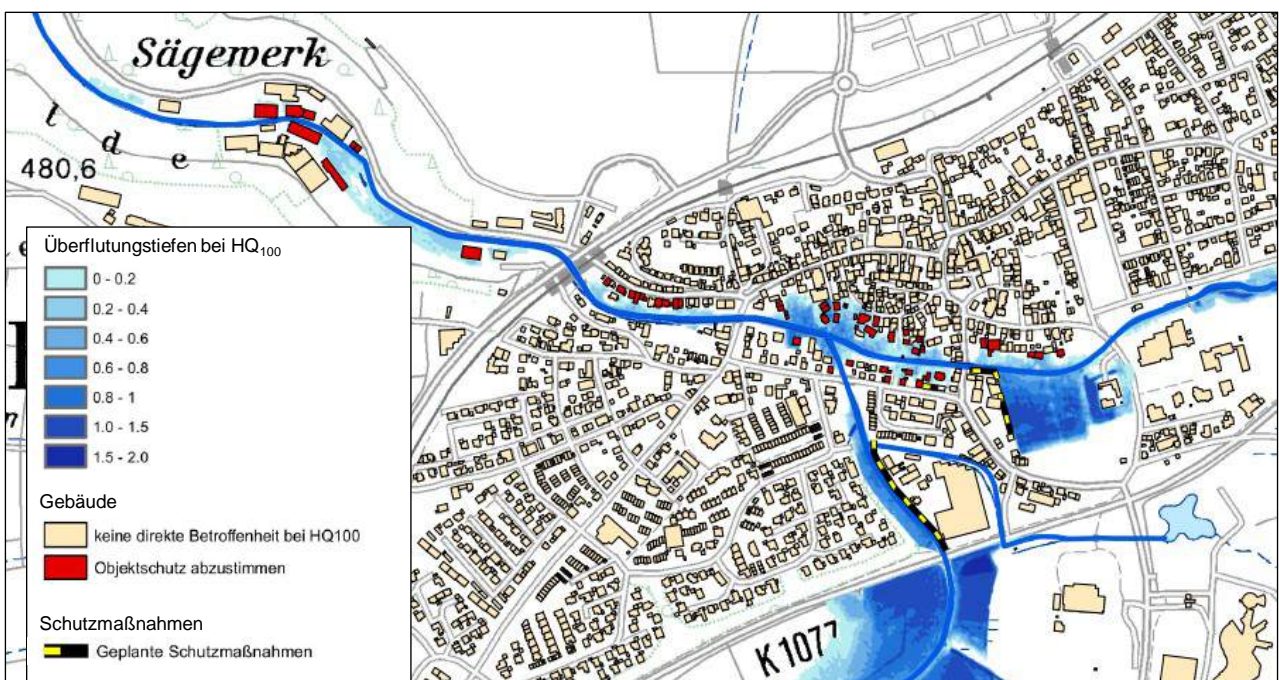 Sägewerk
l d e
480,6
Überflutungstiefen bei HQ100
0 - 0.2
0.2 - 0.4
0.4 - 0.6
0.6 - 0.8
0.8 - 1
1.0 - 1.5
1.5 - 2.0
Gebäude
keine direkte Betroffenheit bei HQ100
Objektschutz abzustimmen
Schutzmaßnahmen
Geplante Schutzmaßnahmen
K 1077